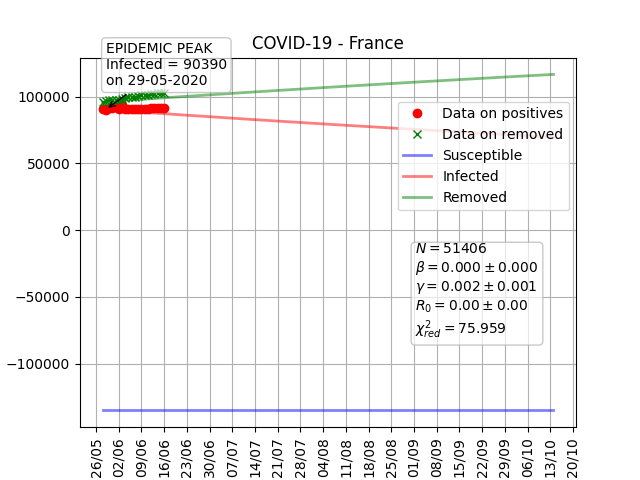 COVID-19 - France
EPIDEMIC PEAK
Infected = 90390
on 29-05-2020
100000
50000
0
−50000
−100000
Data on positives
Data on removed
Susceptible
Infected
Removed
N = 51406
β = 0.000 ± 0.000
γ = 0.002 ± 0.001
R₀ = 0.00 ± 0.00
χ²red = 75.959
26/05
02/06
09/06
16/06
23/06
30/06
07/07
14/07
21/07
28/07
04/08
11/08
18/08
25/08
01/09
08/09
15/09
22/09
29/09
06/10
13/10
20/10